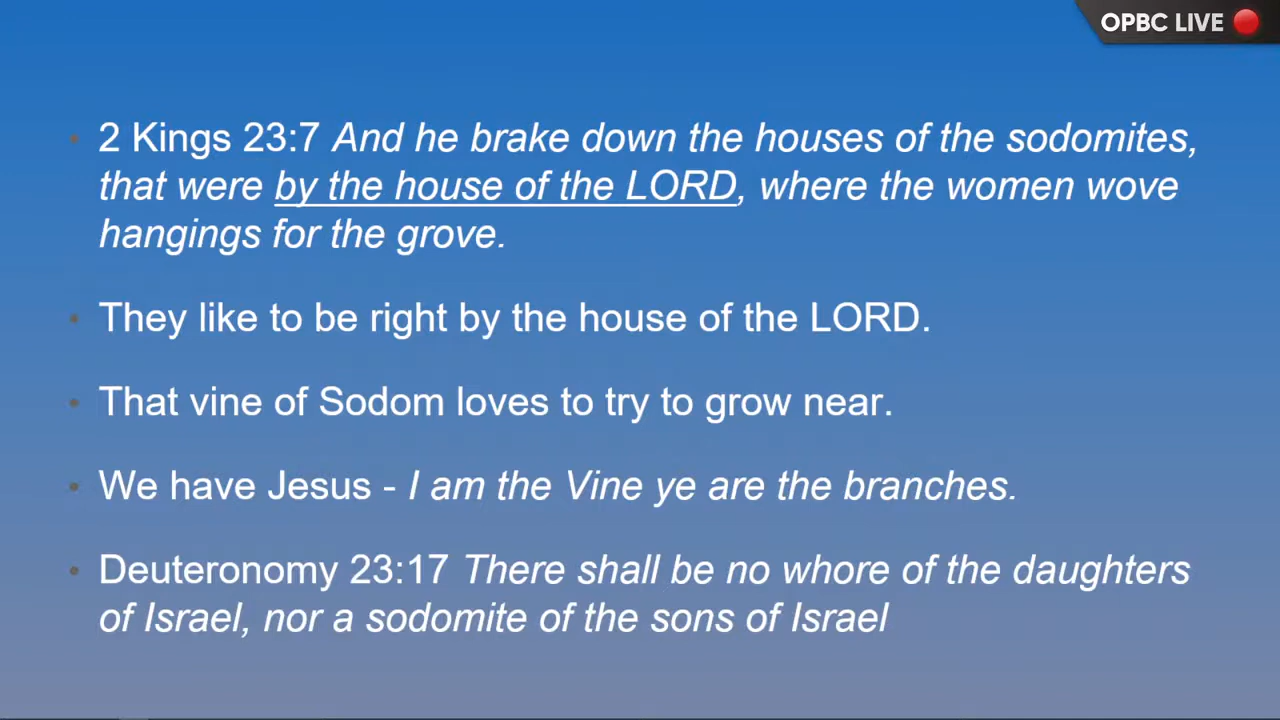 OPBC LIVE
• 2 Kings 23:7 And he brake down the houses of the sodomites,
that were by the house of the LORD, where the women wove
hangings for the grove.
• They like to be right by the house of the LORD.
• That vine of Sodom loves to try to grow near.
• We have Jesus - I am the Vine ye are the branches.
• Deuteronomy 23:17 There shall be no whore of the daughters
of Israel, nor a sodomite of the sons of Israel